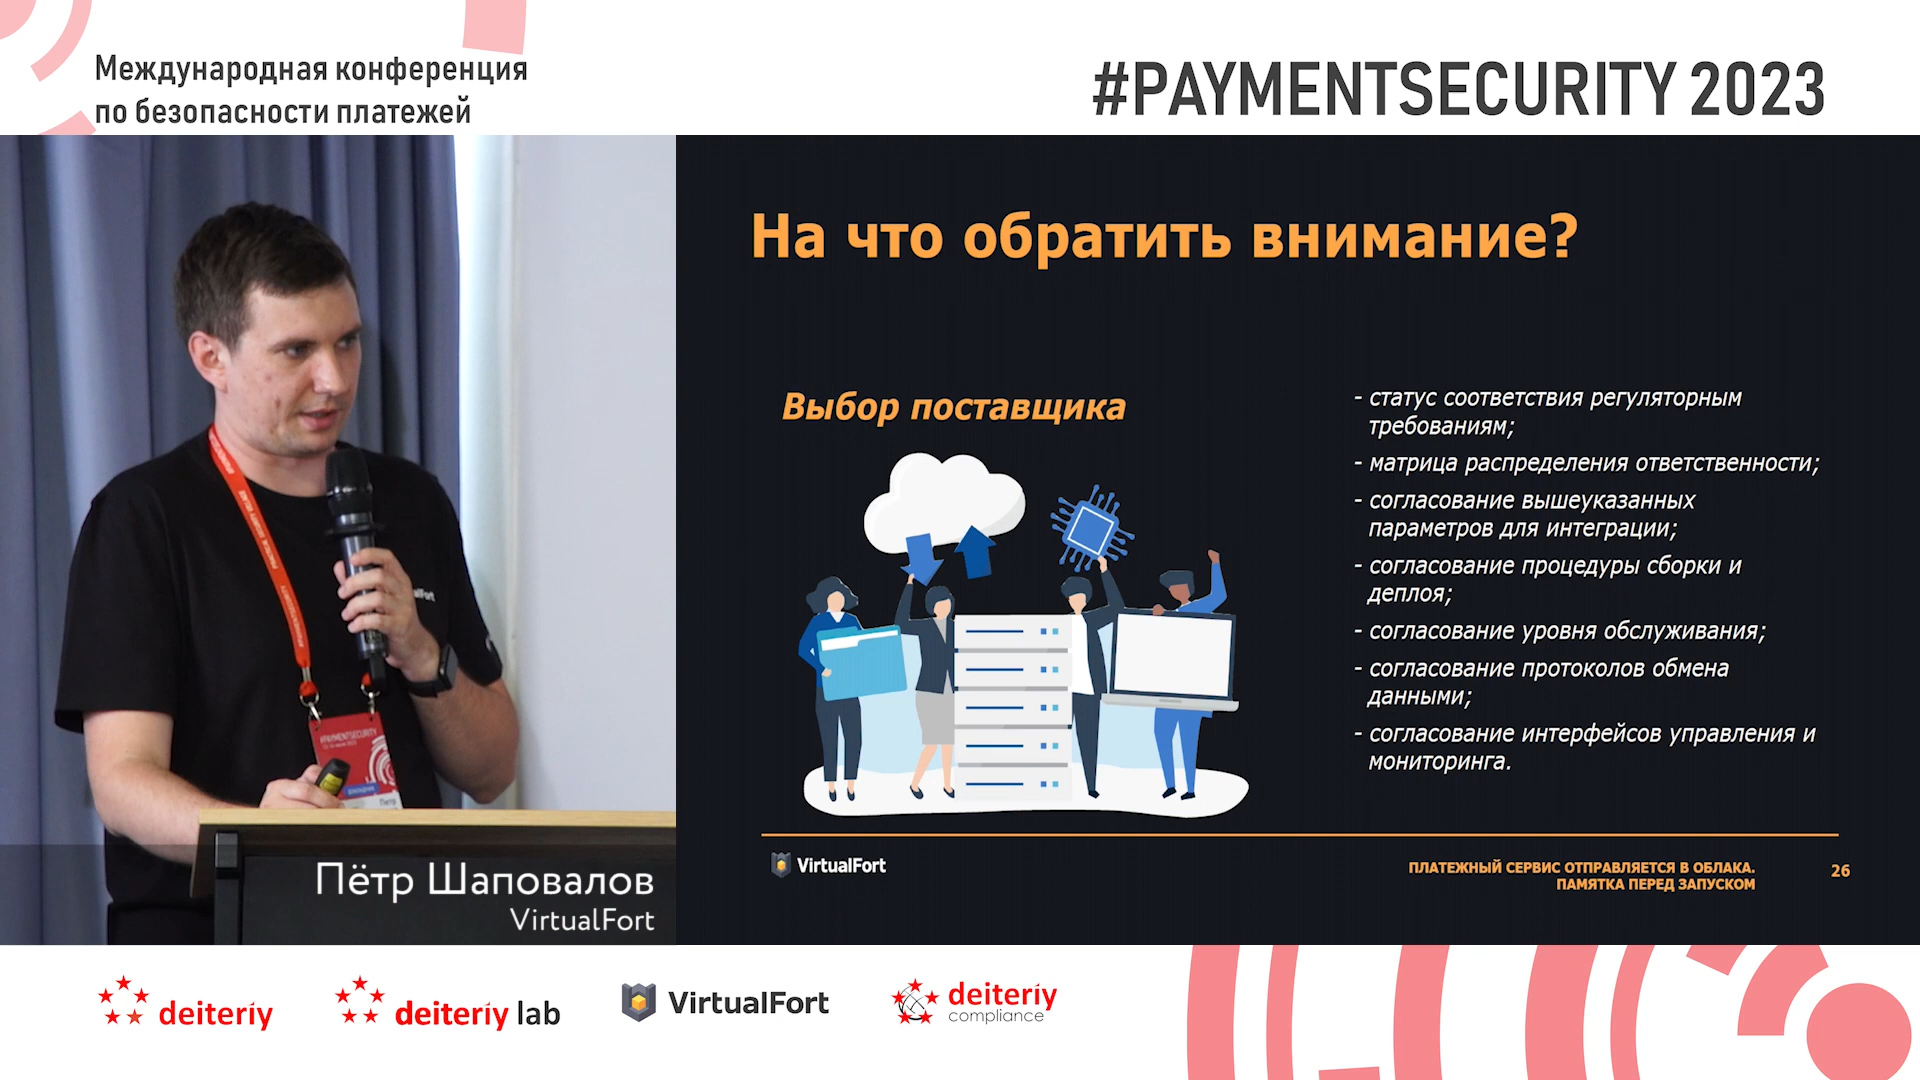 Международная конференция
по безопасности платежей
#PAYMENTSECURITY 2023
На что обратить внимание?
Выбор поставщика
- статус соответствия регуляторным
требованиям;
- матрица распределения ответственности;
- согласование вышеуказанных
параметров для интеграции;
- согласование процедуры сборки и
деплоя;
- согласование уровня обслуживания;
- согласование протоколов обмена
данными;
- согласование интерфейсов управления и
мониторинга.
VirtualFort
ПЛАТЕЖНЫЙ СЕРВИС ОТПРАВЛЯЕТСЯ В ОБЛАКА.
ПАМЯТКА ПЕРЕД ЗАПУСКОМ
26
#PAYMENTSECURITY
Пётр Шаповалов
VirtualFort
deiteriy
deiteriy lab
VirtualFort
deiteriy
compliance